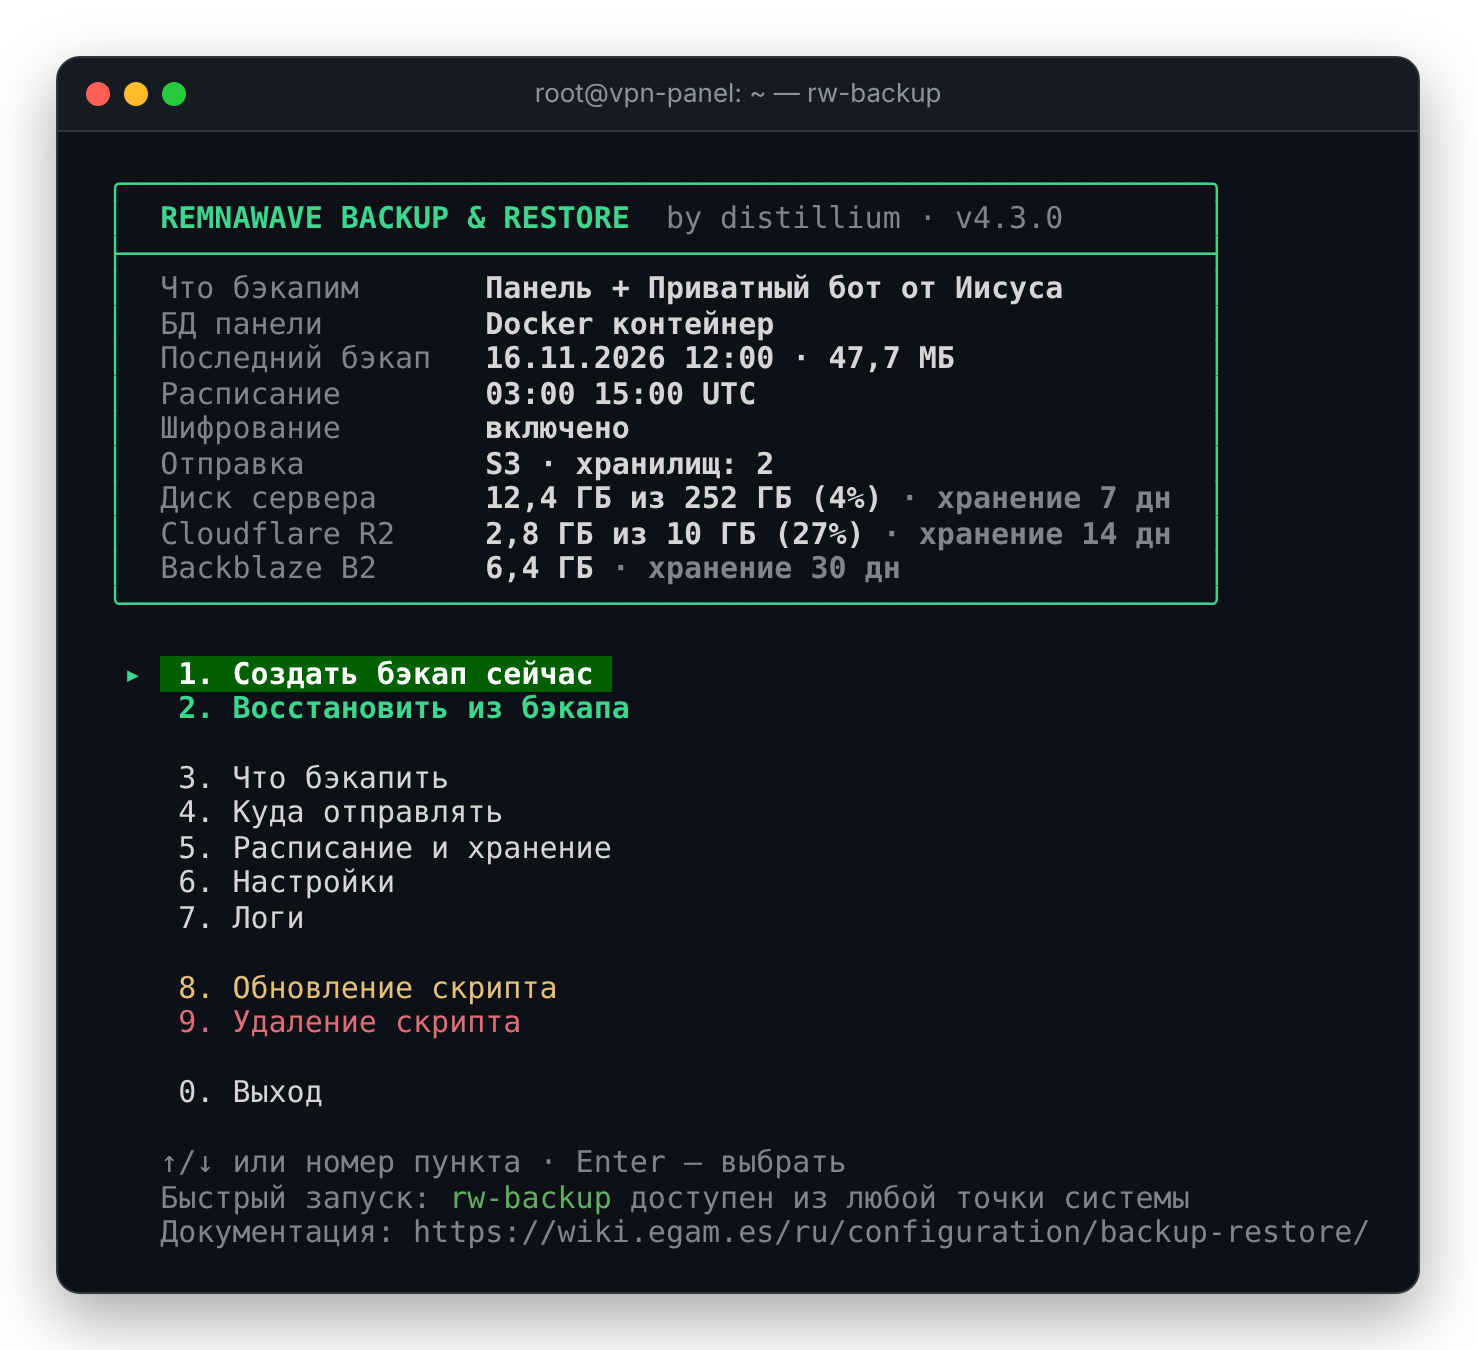 root@vpn-panel: ~ — rw-backup
REMNAWAVE BACKUP & RESTORE by distillium · v4.3.0
Что бэкапим Панель + Приватный бот от Иисуса
БД панели Docker контейнер
Последний бэкап 16.11.2026 12:00 · 47,7 МБ
Расписание 03:00 15:00 UTC
Шифрование включено
Отправка S3 · хранилищ: 2
Диск сервера 12,4 ГБ из 252 ГБ (4%) · хранение 7 дн
Cloudflare R2 2,8 ГБ из 10 ГБ (27%) · хранение 14 дн
Backblaze B2 6,4 ГБ · хранение 30 дн
▸ 1. Создать бэкап сейчас
2. Восстановить из бэкапа
3. Что бэкапить
4. Куда отправлять
5. Расписание и хранение
6. Настройки
7. Логи
8. Обновление скрипта
9. Удаление скрипта
0. Выход
↑/↓ или номер пункта · Enter — выбрать
Быстрый запуск: rw-backup доступен из любой точки системы
Документация: https://wiki.egam.es/ru/configuration/backup-restore/